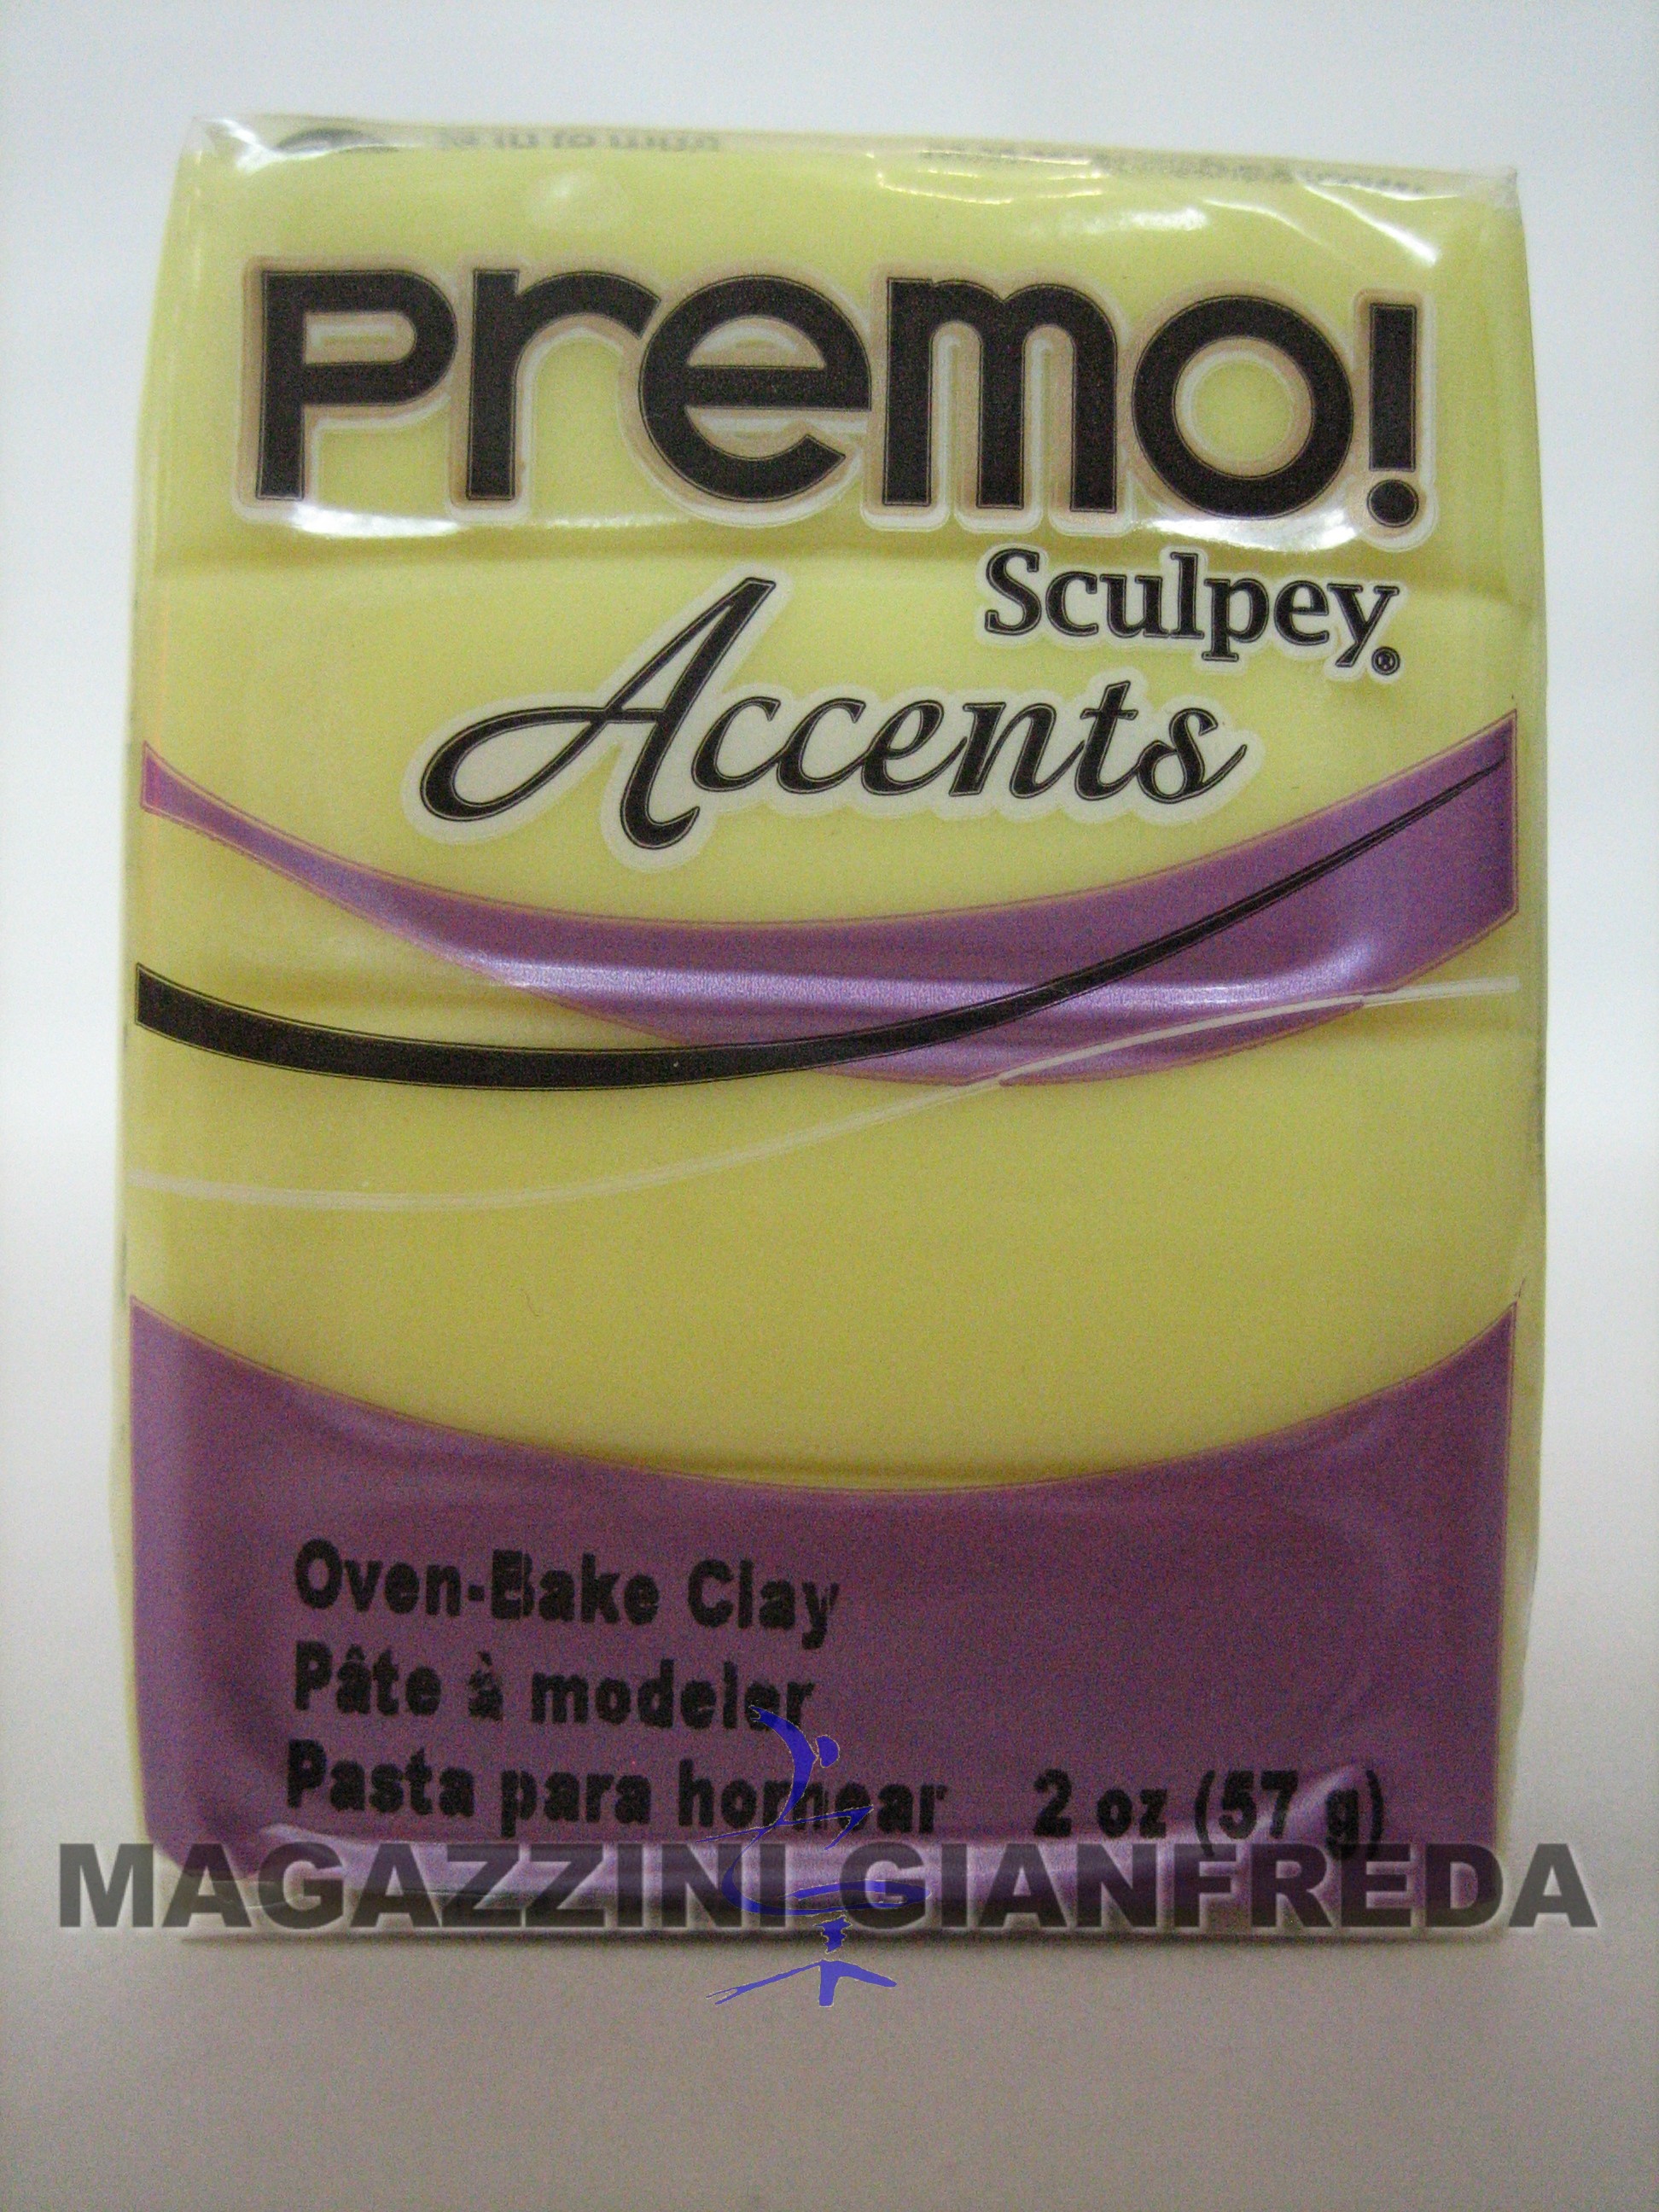 Premo!
Sculpey®
Accents
Oven-Bake Clay
Pâte à modeler
Pasta para hornear 2 oz (57 g)
MAGAZZINI GIANFREDA